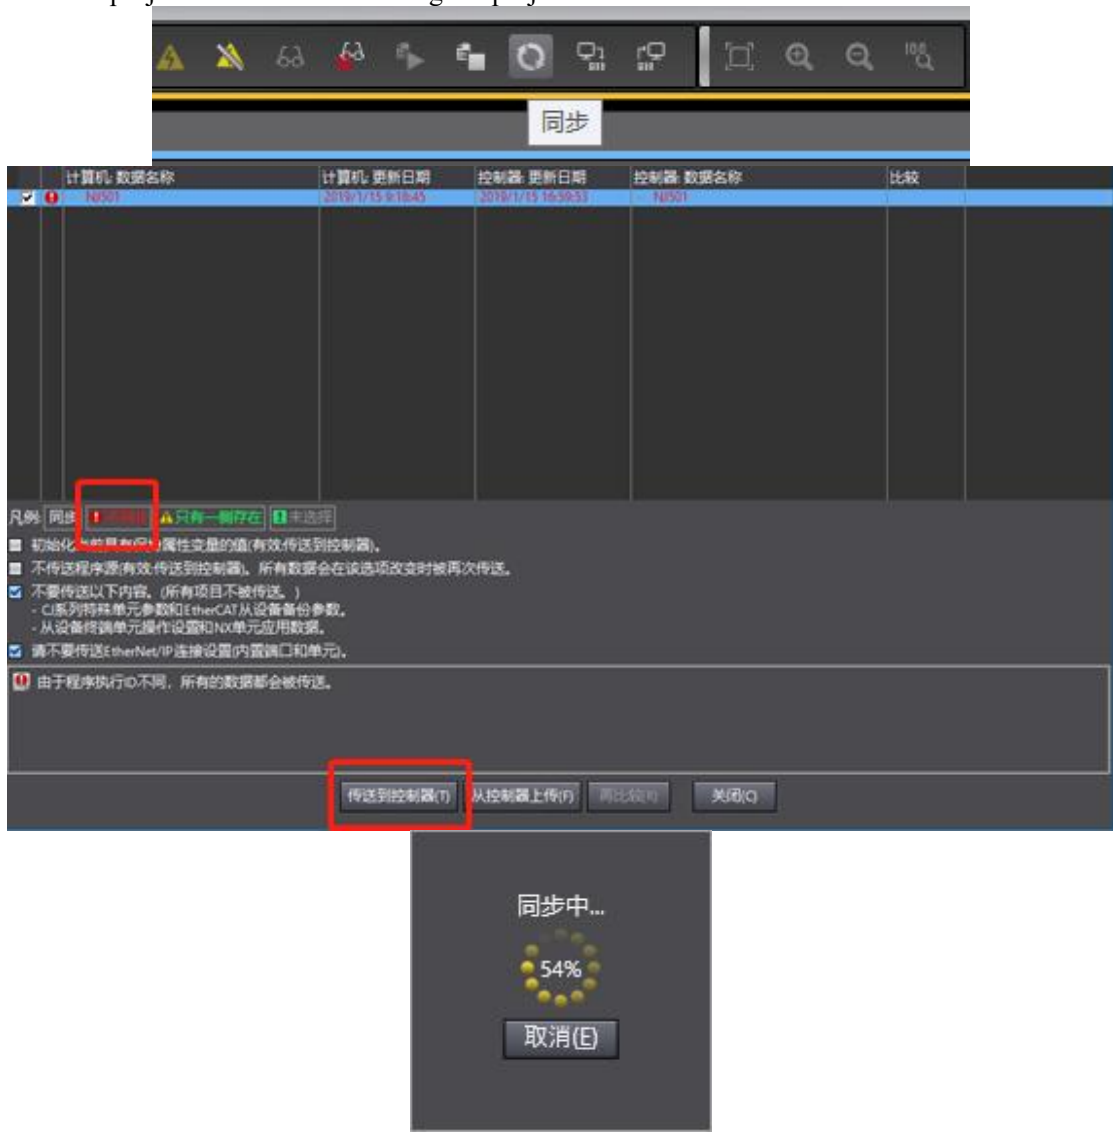 同步
计算机: 数据名称 计算机: 更新日期 控制器: 更新日期 控制器: 数据名称 比较
NJ501 2019/1/15 9:18:45 2019/1/15 16:59:53 NJ501
凡例: 同步 只有一侧存在 未选择
初始化 属性变量的值(有效:传送到控制器)。
不传送程序源(有效:传送到控制器)。所有数据会在该选项改变时被再次传送。
不要传送以下内容。(所有项目不被传送。)
- CJ系列特殊单元参数和EtherCAT从设备备份参数。
- 从设备终端单元操作设置和NX单元应用数据。
请不要传送EtherNet/IP连接设置(内置端口和单元)。
由于程序执行ID不同，所有的数据都会被传送。
传送到控制器(T) 从控制器上传(F) 再比较(R) 关闭(C)
同步中...
54%
取消(E)